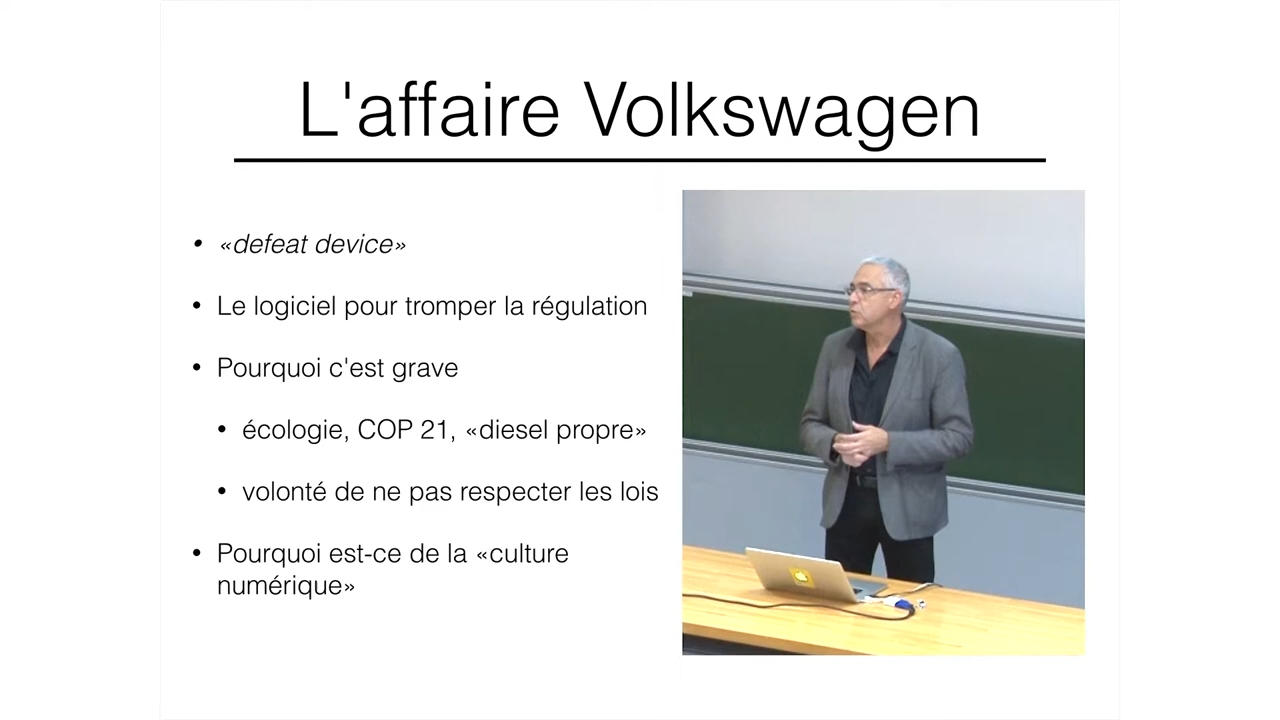 L'affaire Volkswagen
• «defeat device»
• Le logiciel pour tromper la régulation
• Pourquoi c'est grave
• écologie, COP 21, «diesel propre»
• volonté de ne pas respecter les lois
• Pourquoi est-ce de la «culture
numérique»